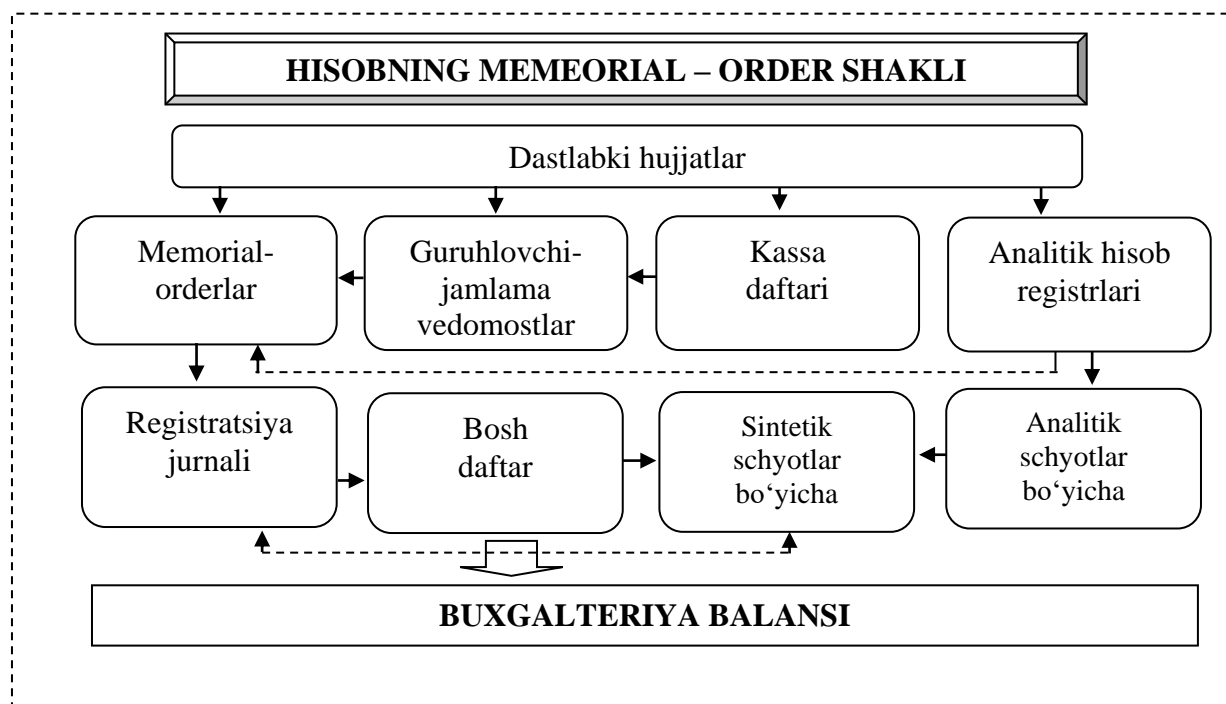 HISOBNING MEMEORIAL – ORDER SHAKLI
Dastlabki hujjatlar
Memorial-
orderlar
Guruhlovchi-
jamlama
vedomostlar
Kassa
daftari
Analitik hisob
registrlari
Registratsiya
jurnali
Bosh
daftar
Sintetik
schyotlar
bo‘yicha
Analitik
schyotlar
bo‘yicha
BUXGALTERIYA BALANSI